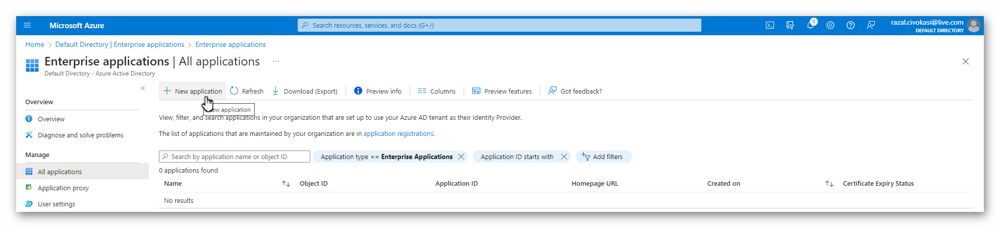 Microsoft Azure
Search resources, services, and docs (G+/)
6
razal.civokasi@live.com
DEFAULT DIRECTORY
Home > Default Directory | Enterprise applications > Enterprise applications
Enterprise applications | All applications ...
Default Directory - Azure Active Directory
«
Overview
Overview
Diagnose and solve problems
Manage
All applications
Application proxy
User settings
New application Refresh Download (Export) Preview info Columns Preview features Got feedback?
ew application
View, filter, and search applications in your organization that are set up to use your Azure AD tenant as their Identity Provider.
The list of applications that are maintained by your organization are in application registrations.
Search by application name or object ID Application type == Enterprise Applications Application ID starts with Add filters
0 applications found
Name Object ID Application ID Homepage URL Created on Certificate Expiry Status
No results